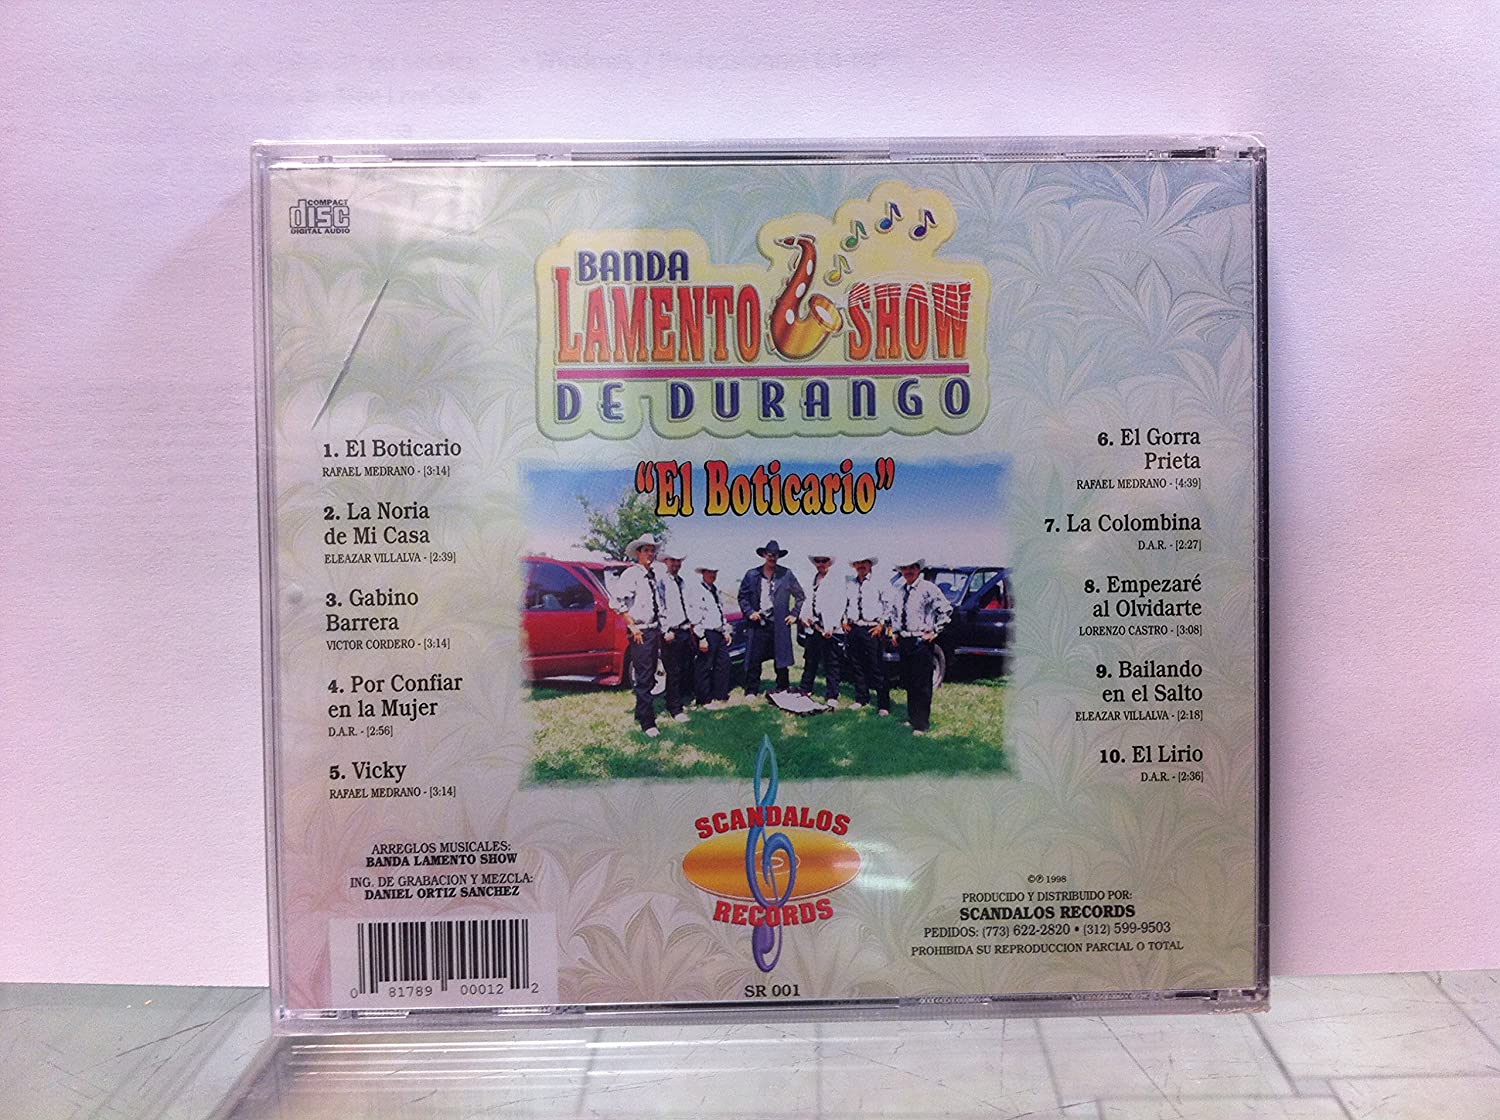 COMPACT
disc
DIGITAL AUDIO
BANDA
LAMENTO SHOW
DE DURANGO
"El Boticario"
1. El Boticario
RAFAEL MEDRANO - [3:14]
2. La Noria
de Mi Casa
ELEAZAR VILLALVA - [2:39]
3. Gabino
Barrera
VICTOR CORDERO - [3:14]
4. Por Confiar
en la Mujer
D.A.R. - [2:56]
5. Vicky
RAFAEL MEDRANO - [3:14]
6. El Gorra
Prieta
RAFAEL MEDRANO - [4:39]
7. La Colombina
D.A.R. - [2:27]
8. Empezaré
al Olvidarte
LORENZO CASTRO - [3:08]
9. Bailando
en el Salto
ELEAZAR VILLALVA - [2:18]
10. El Lirio
D.A.R. - [2:36]
ARREGLOS MUSICALES:
BANDA LAMENTO SHOW
ING. DE GRABACION Y MEZCLA:
DANIEL ORTIZ SANCHEZ
0 81789 00012 2
SCANDALOS
RECORDS
SR 001
©℗ 1998
PRODUCIDO Y DISTRIBUIDO POR:
SCANDALOS RECORDS
PEDIDOS: (773) 622-2820 • (312) 599-9503
PROHIBIDA SU REPRODUCCION PARCIAL O TOTAL